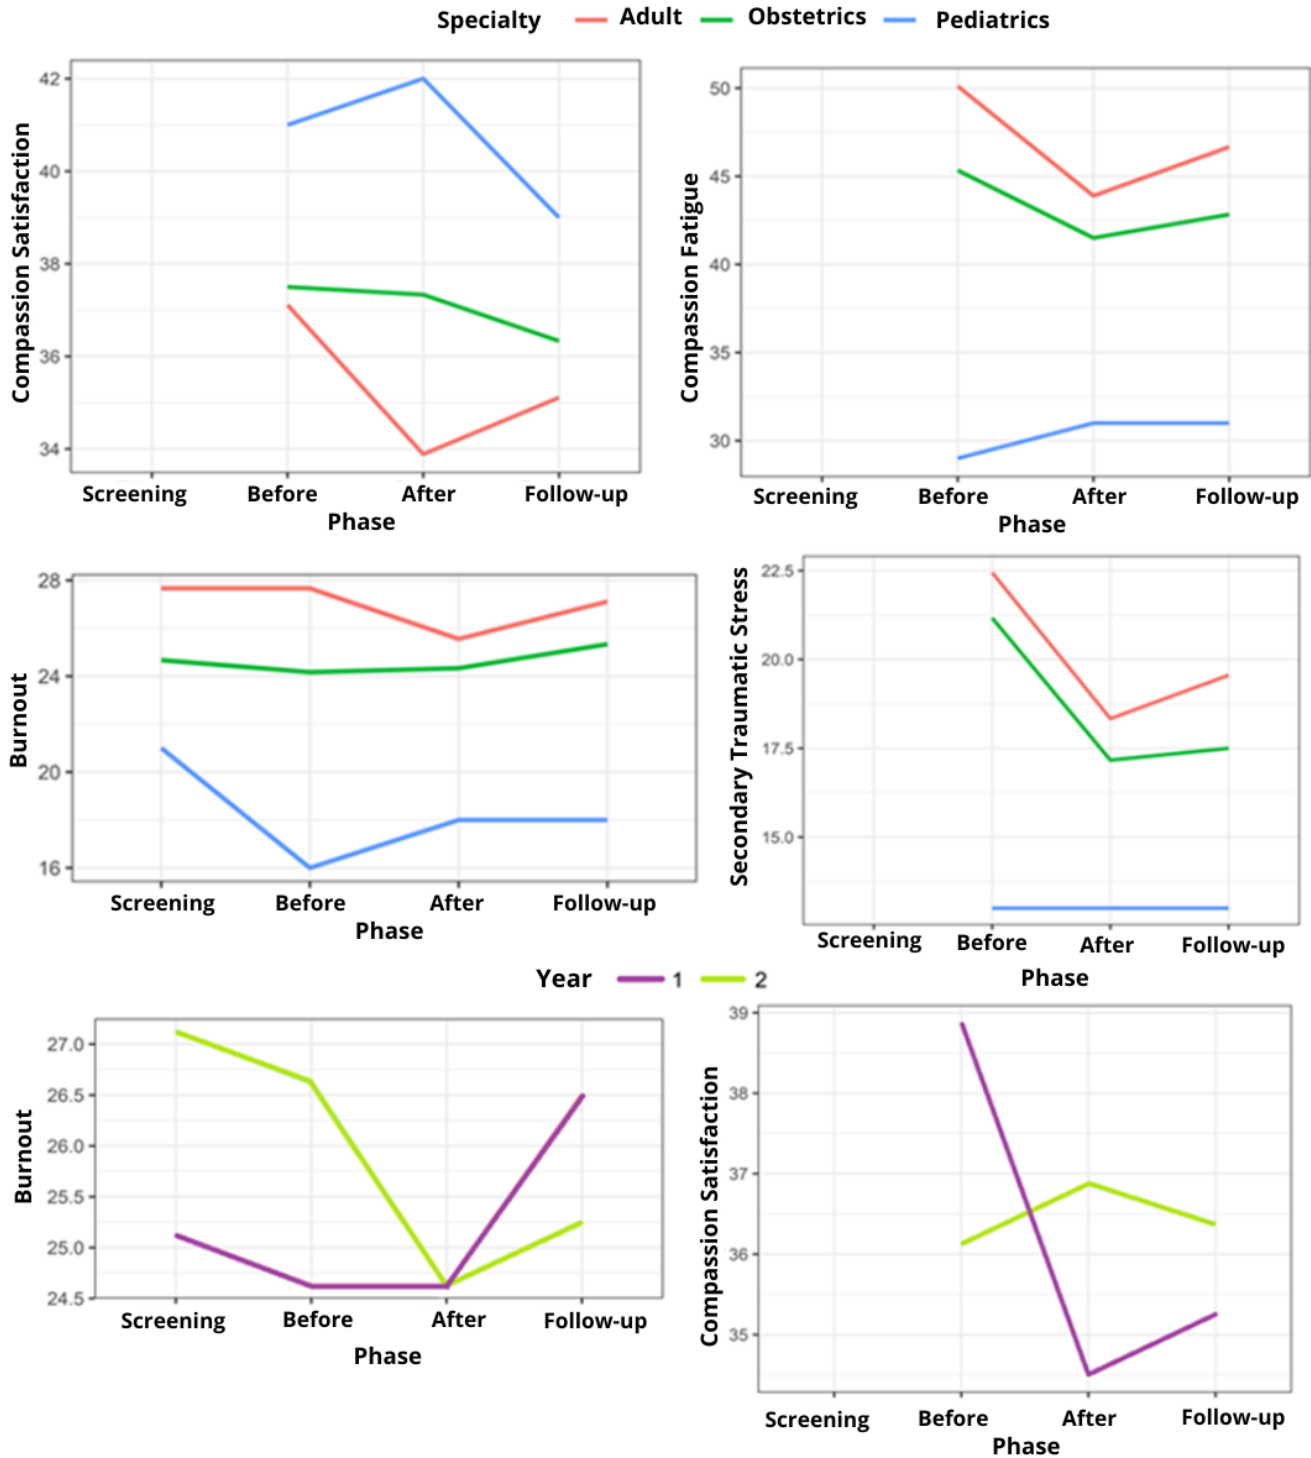 Specialty Adult Obstetrics Pediatrics
Compassion Satisfaction
42
40
38
36
34
Screening Before After Follow-up
Phase
Compassion Fatigue
50
45
40
35
30
Screening Before After Follow-up
Phase
Burnout
28
24
20
16
Screening Before After Follow-up
Phase
Secondary Traumatic Stress
22.5
20.0
17.5
15.0
Screening Before After Follow-up
Phase
Year 1 2
Burnout
27.0
26.5
26.0
25.5
25.0
24.5
Screening Before After Follow-up
Phase
Compassion Satisfaction
39
38
37
36
35
Screening Before After Follow-up
Phase